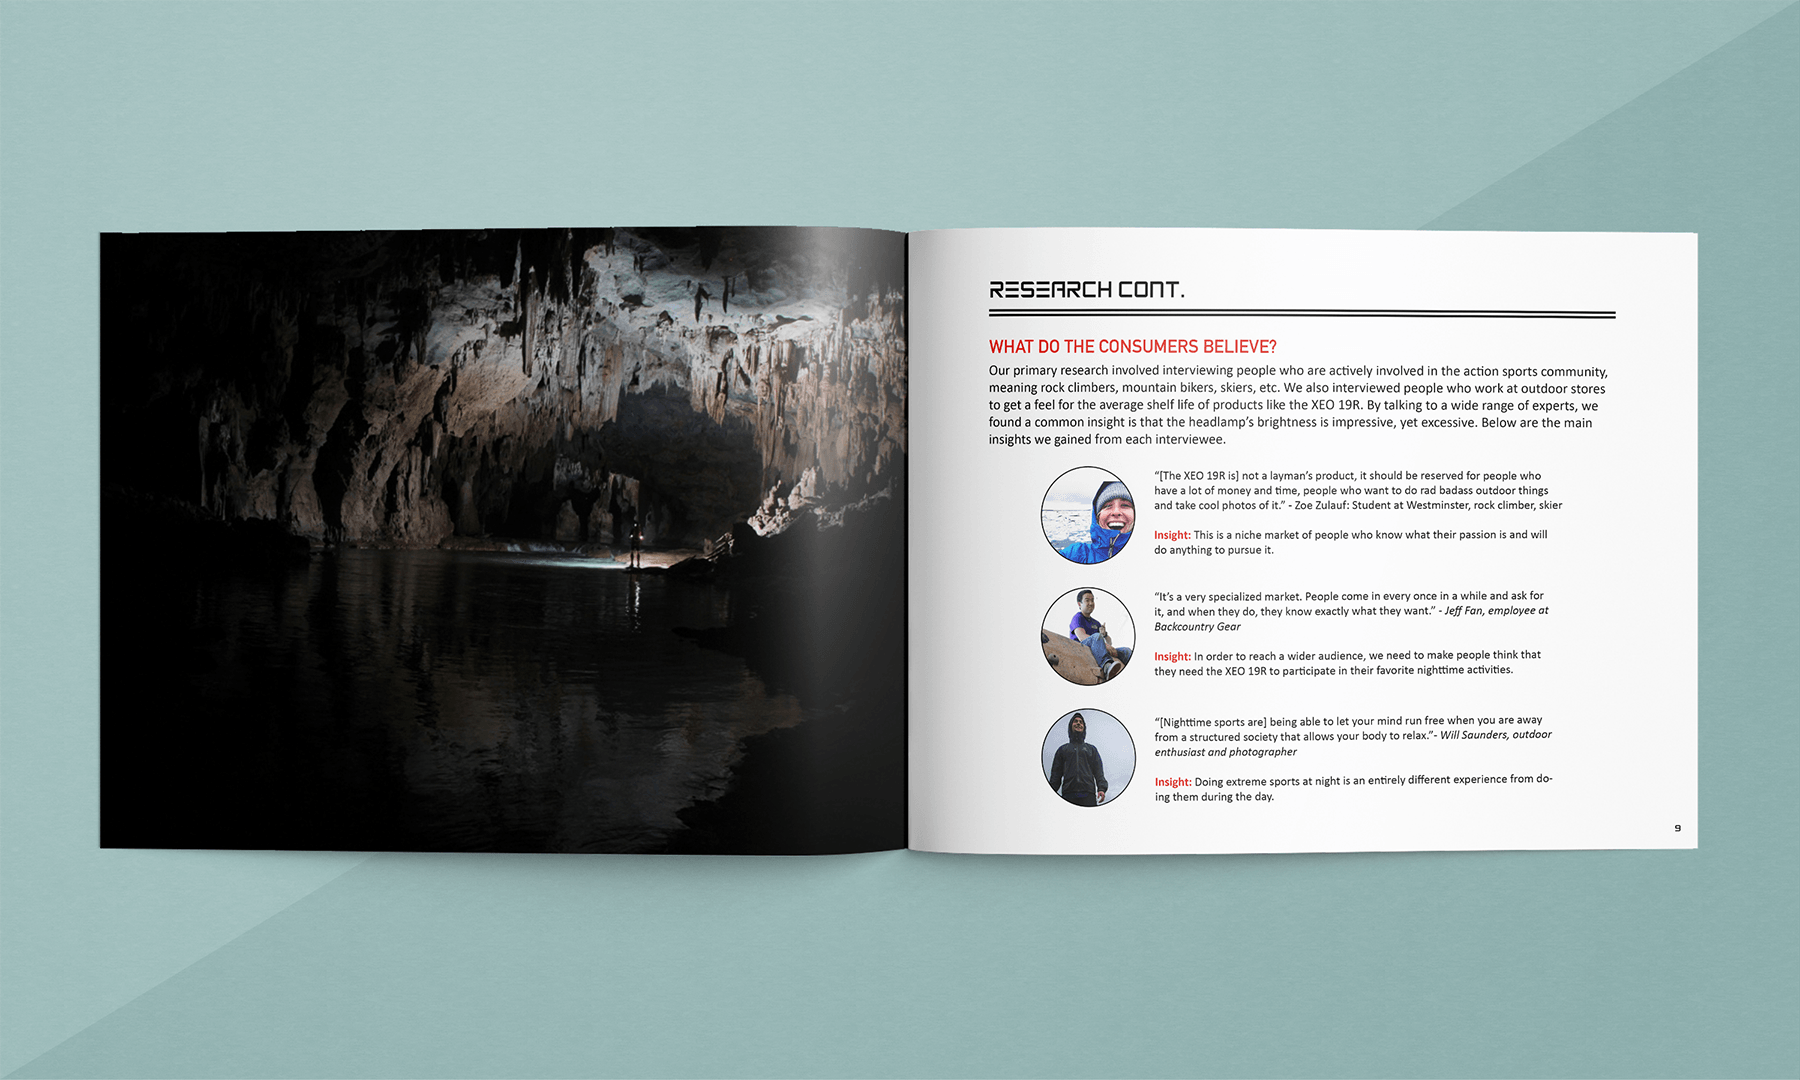 RESEARCH CONT.
WHAT DO THE CONSUMERS BELIEVE?
Our primary research involved interviewing people who are actively involved in the action sports community,
meaning rock climbers, mountain bikers, skiers, etc. We also interviewed people who work at outdoor stores
to get a feel for the average shelf life of products like the XEO 19R. By talking to a wide range of experts, we
found a common insight is that the headlamp's brightness is impressive, yet excessive. Below are the main
insights we gained from each interviewee.
“[The XEO 19R is] not a layman's product, it should be reserved for people who
have a lot of money and time, people who want to do rad badass outdoor things
and take cool photos of it.” - Zoe Zulauf: Student at Westminster, rock climber, skier
Insight: This is a niche market of people who know what their passion is and will
do anything to pursue it.
“It's a very specialized market. People come in every once in a while and ask for
it, and when they do, they know exactly what they want.” - Jeff Fan, employee at
Backcountry Gear
Insight: In order to reach a wider audience, we need to make people think that
they need the XEO 19R to participate in their favorite nighttime activities.
“[Nighttime sports are] being able to let your mind run free when you are away
from a structured society that allows your body to relax.”- Will Saunders, outdoor
enthusiast and photographer
Insight: Doing extreme sports at night is an entirely different experience from do-
ing them during the day.
9